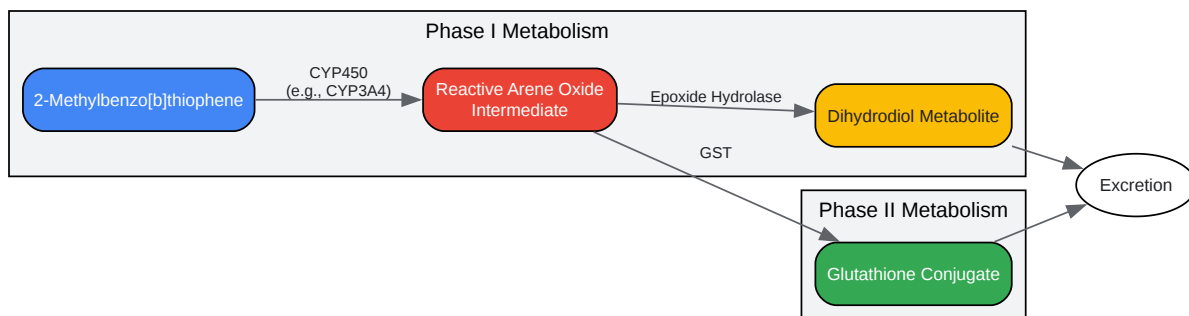 Phase I Metabolism
2-Methylbenzo[b]thiophene
CYP450
(e.g., CYP3A4)
Reactive Arene Oxide
Intermediate
Epoxide Hydrolase
Dihydrodiol Metabolite
GST
Excretion
Phase II Metabolism
Glutathione Conjugate